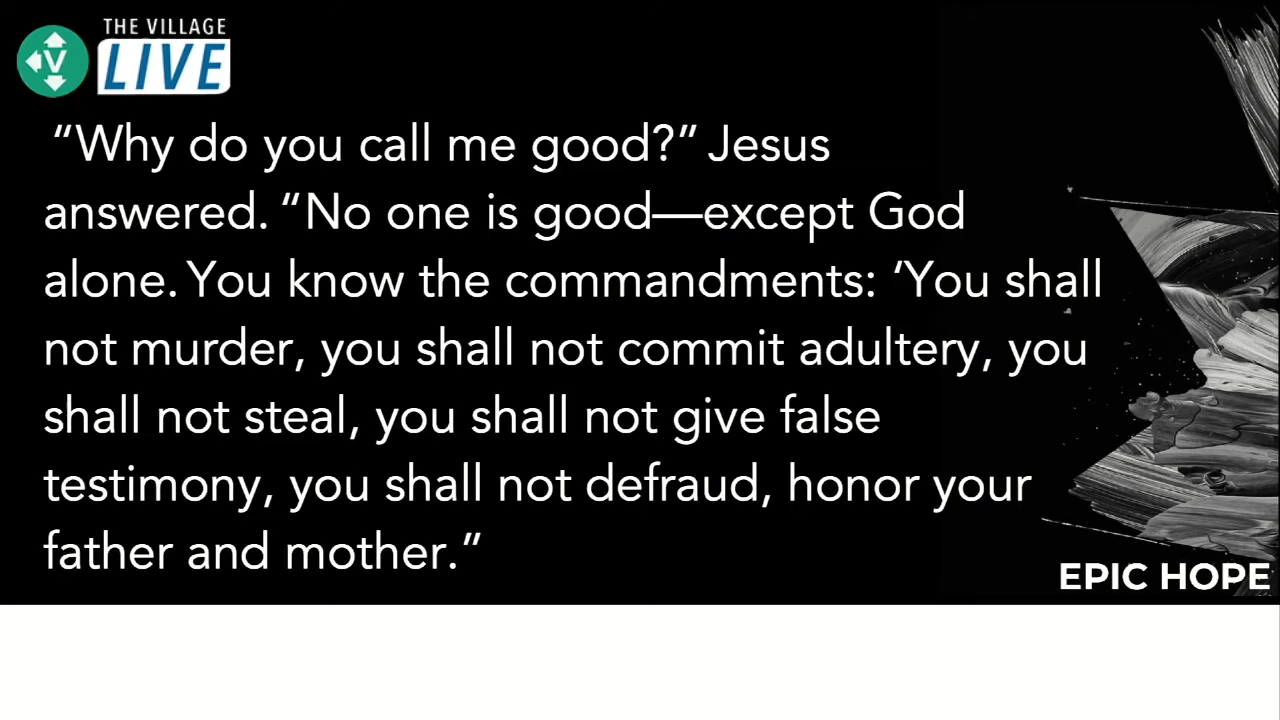 THE VILLAGE
V LIVE
“Why do you call me good?” Jesus
answered. “No one is good—except God
alone. You know the commandments: ‘You shall
not murder, you shall not commit adultery, you
shall not steal, you shall not give false
testimony, you shall not defraud, honor your
father and mother.”
EPIC HOPE